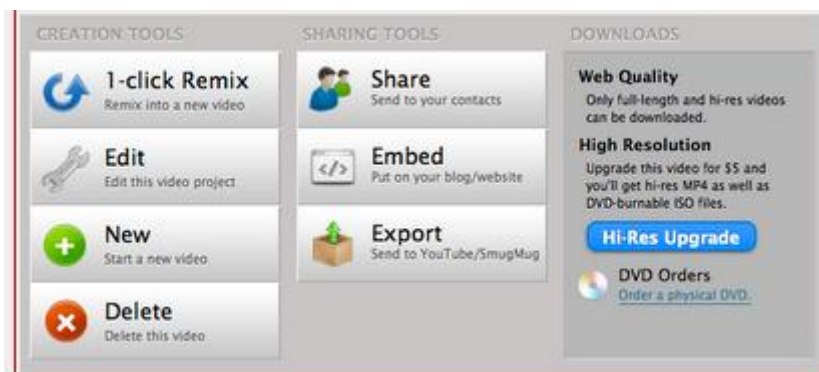 CREATION TOOLS
1-click Remix
Remix into a new video
Edit
Edit this video project
New
Start a new video
Delete
Delete this video
SHARING TOOLS
Share
Send to your contacts
</>
Embed
Put on your blog/website
Export
Send to YouTube/SmugMug
DOWNLOADS
Web Quality
Only full-length and hi-res videos
can be downloaded.
High Resolution
Upgrade this video for $5 and
you'll get hi-res MP4 as well as
DVD-burnable ISO files.
Hi-Res Upgrade
DVD Orders
Order a physical DVD.